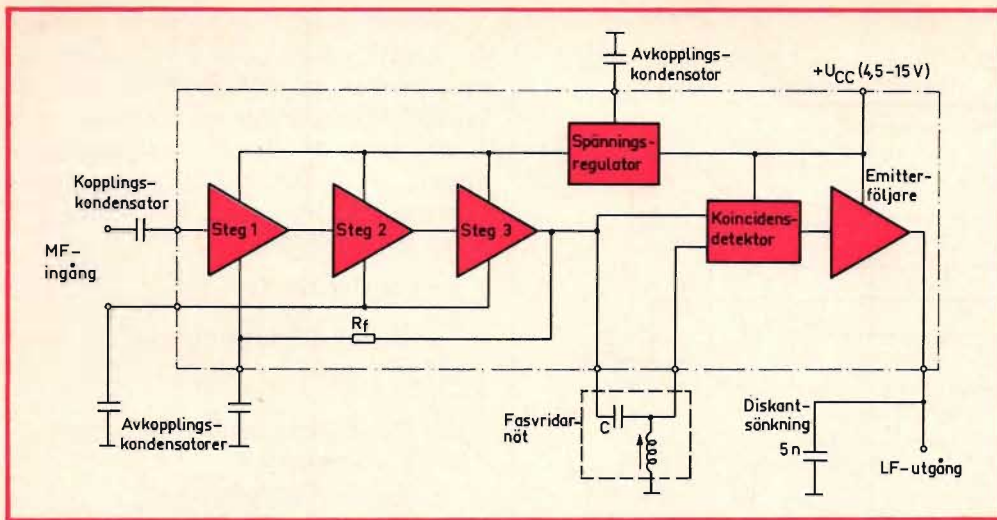 Avkopplings-
kondensator
+UCC (4,5–15 V)
Spännings-
regulator
Emitter-
följare
Kopplings-
kondensator
Steg 1
Steg 2
Steg 3
Koincidens-
detektor
MF-
ingång
Rf
Avkopplings-
kondensatorer
Fasvridar-
nöt
C
Diskant-
sönkning
5 n
LF-utgång